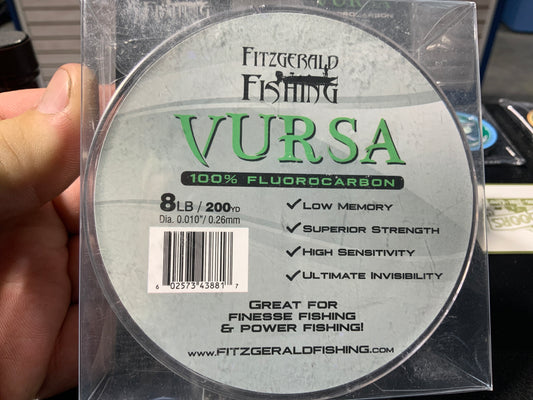 FITZGERALD
FISHING
VURSA
100% FLUOROCARBON
8LB / 200YD
Dia. 0.010"/ 0.26mm
✓ LOW MEMORY
✓ SUPERIOR STRENGTH
✓ HIGH SENSITIVITY
✓ ULTIMATE INVISIBILITY
6 02573 43881 7
GREAT FOR
FINESSE FISHING
& POWER FISHING!
WWW.FITZGERALDFISHING.COM